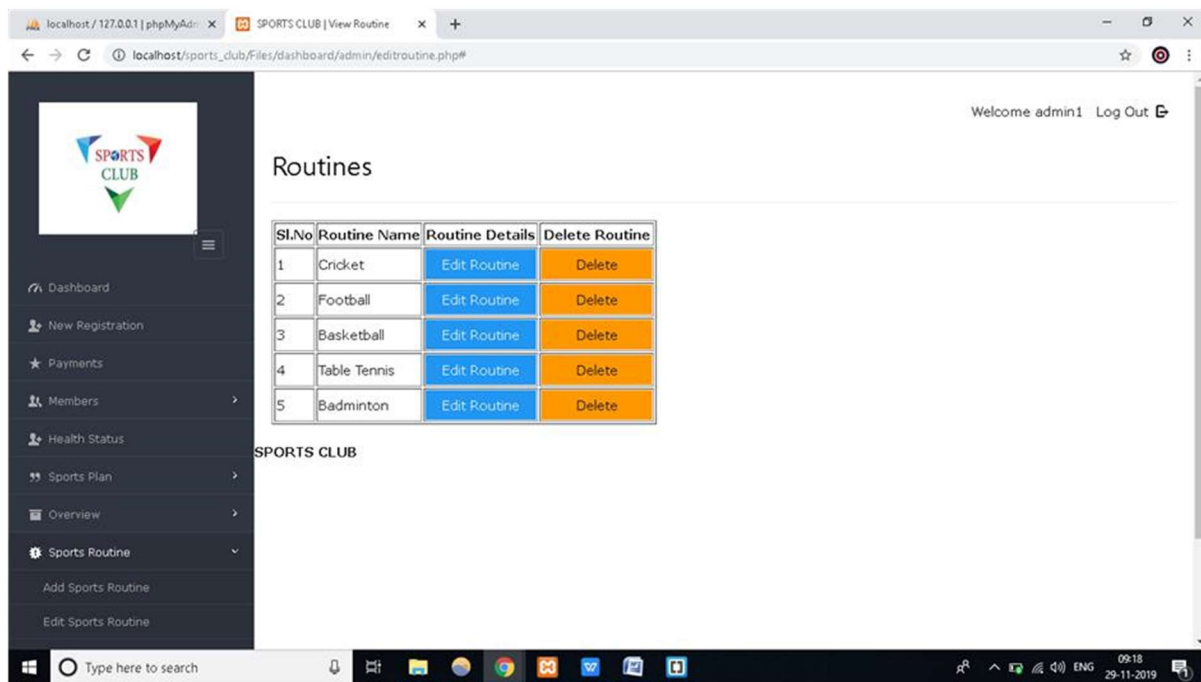 localhost / 127.0.0.1 | phpMyAdr
SPORTS CLUB | View Routine
localhost/sports_club/Files/dashboard/admin/editroutine.php#
SPORTS
CLUB
Welcome admin1 Log Out
Routines
Sl.No Routine Name Routine Details Delete Routine
1 Cricket Edit Routine Delete
2 Football Edit Routine Delete
3 Basketball Edit Routine Delete
4 Table Tennis Edit Routine Delete
5 Badminton Edit Routine Delete
SPORTS CLUB
Dashboard
New Registration
Payments
Members
Health Status
Sports Plan
Overview
Sports Routine
Add Sports Routine
Edit Sports Routine
Type here to search
ENG
09:18
29-11-2019